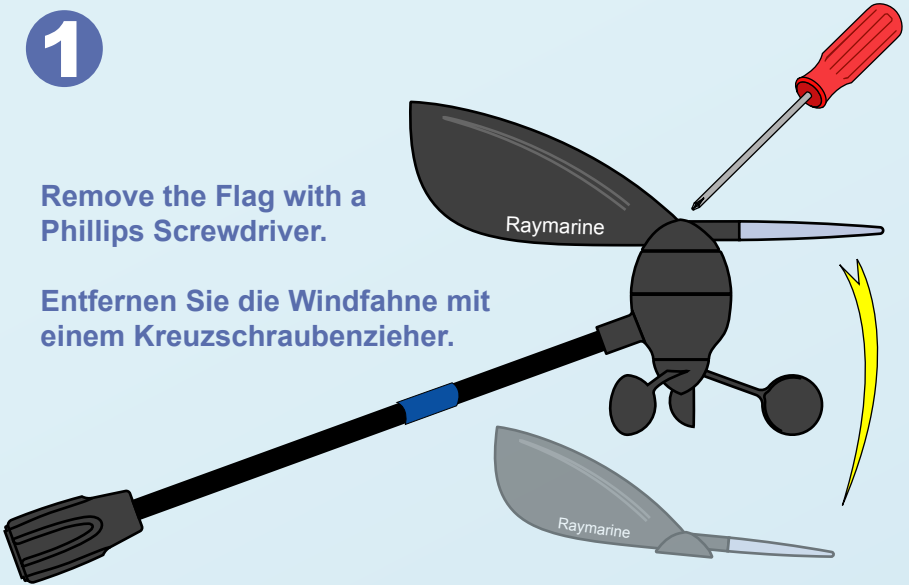 1
Remove the Flag with a
Phillips Screwdriver.
Entfernen Sie die Windfahne mit
einem Kreuzschraubenzieher.
Raymarine
Raymarine